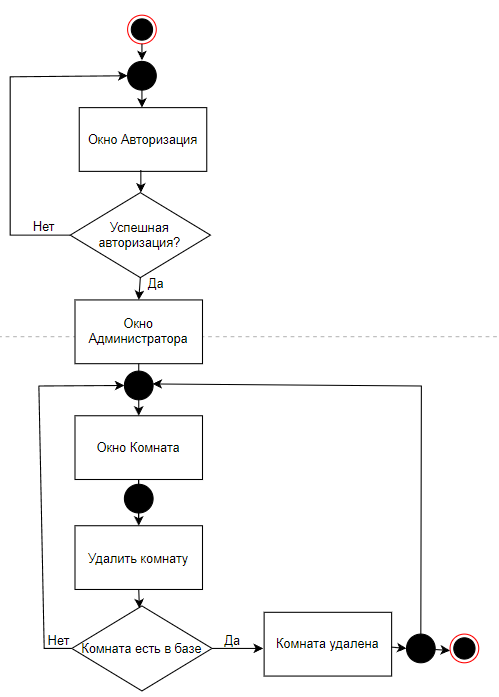 Окно Авторизация
Успешная
авторизация?
Нет
Да
Окно
Администратора
Окно Комната
Удалить комнату
Нет
Комната есть в базе
Да
Комната удалена